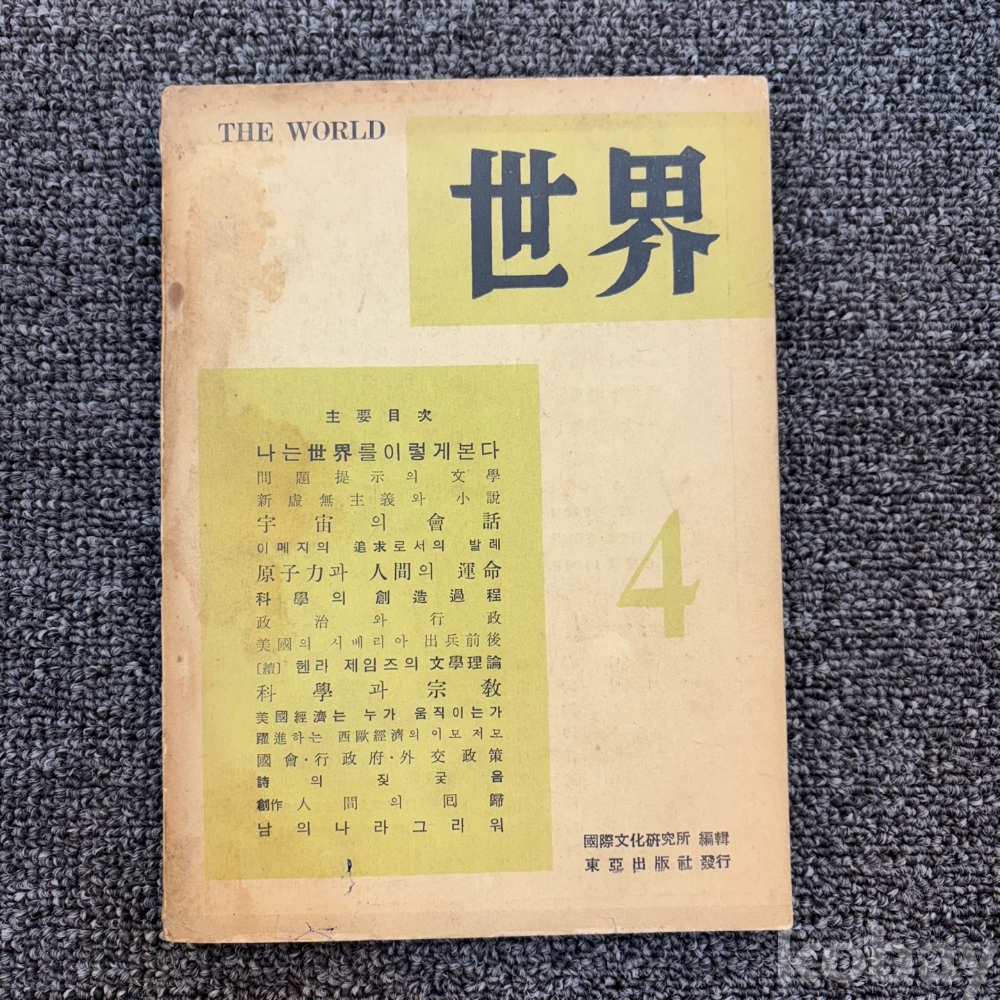 THE WORLD
世界
主要目次
나는世界를이렇게본다
問題提示의 文學
新虛無主義와 小說
宇宙의 會話
이메지의 追求로서의 발레
原子力과 人間의 運命
科學의 創造過程
政治와 行政
美國의 시베리아 出兵前後
〔續〕 헨리 제임즈의 文學理論
科學과 宗敎
美國經濟는 누가 움직이는가
躍進하는 西歐經濟의 이모저모
國會·行政府·外交政策
詩의 짖궂움
創作 人間의 回歸
남의나라그리워
4
國際文化硏究所 編輯
東亞出版社 發行
kobay